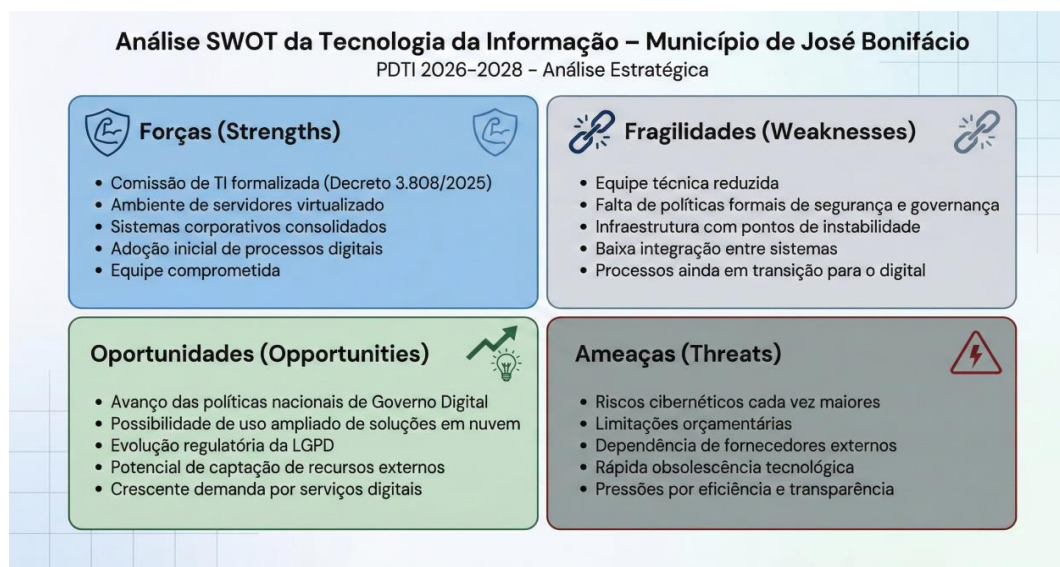 Análise SWOT da Tecnologia da Informação – Município de José Bonifácio
PDTI 2026-2028 - Análise Estratégica
Forças (Strengths)
• Comissão de TI formalizada (Decreto 3.808/2025)
• Ambiente de servidores virtualizado
• Sistemas corporativos consolidados
• Adoção inicial de processos digitais
• Equipe comprometida
Fragilidades (Weaknesses)
• Equipe técnica reduzida
• Falta de políticas formais de segurança e governança
• Infraestrutura com pontos de instabilidade
• Baixa integração entre sistemas
• Processos ainda em transição para o digital
Oportunidades (Opportunities)
• Avanço das políticas nacionais de Governo Digital
• Possibilidade de uso ampliado de soluções em nuvem
• Evolução regulatória da LGPD
• Potencial de captação de recursos externos
• Crescente demanda por serviços digitais
Ameaças (Threats)
• Riscos cibernéticos cada vez maiores
• Limitações orçamentárias
• Dependência de fornecedores externos
• Rápida obsolescência tecnológica
• Pressões por eficiência e transparência